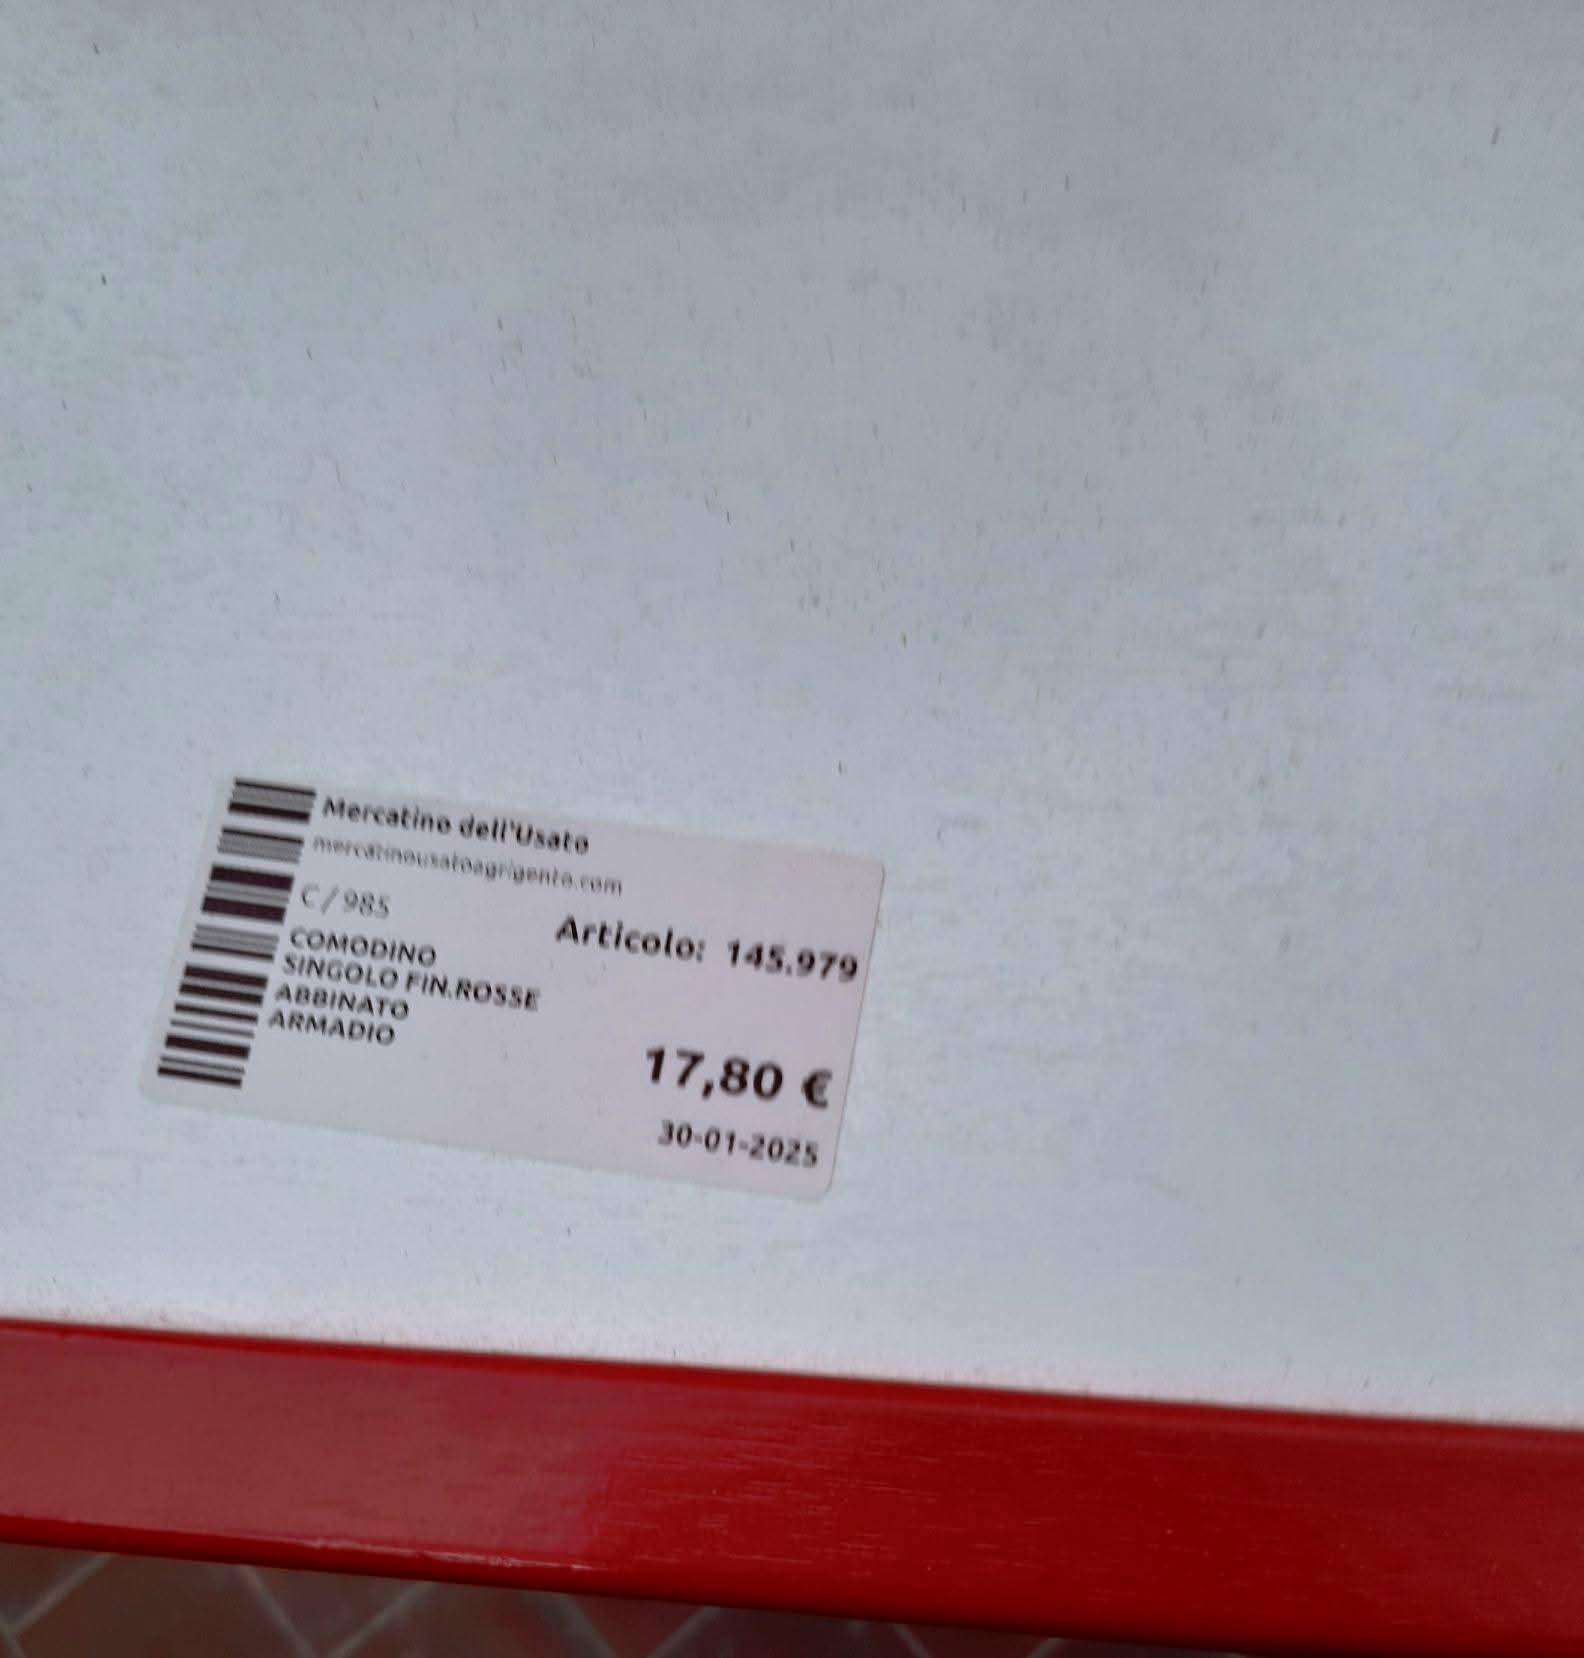 Mercatino dell'Usato
mercatinousatoagrigento.com
C/985
Articolo: 145.979
COMODINO
SINGOLO FIN.ROSSE
ABBINATO
ARMADIO
17,80 €
30-01-2025